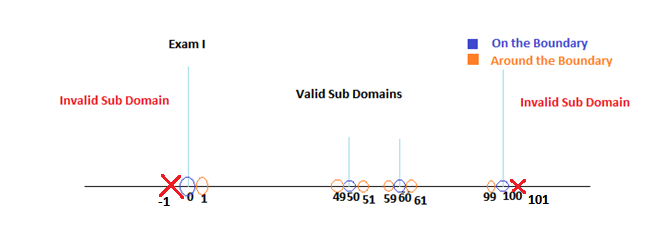 Exam I
On the Boundary
Around the Boundary
Invalid Sub Domain
Valid Sub Domains
Invalid Sub Domain
-1 0 1 49 50 51 59 60 61 99 100 101